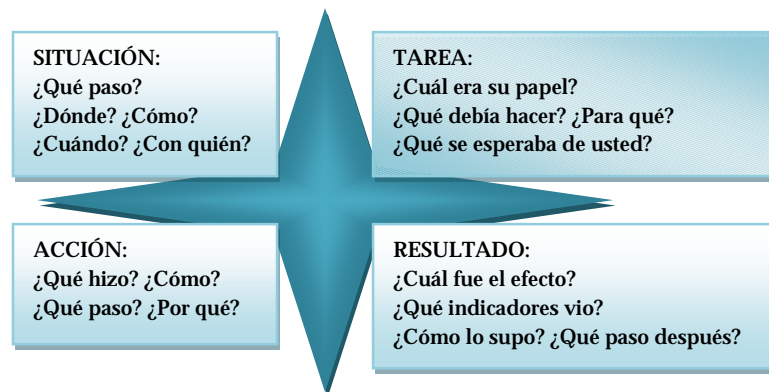 SITUACIÓN:
¿Qué paso?
¿Dónde? ¿Cómo?
¿Cuándo? ¿Con quién?
TAREA:
¿Cuál era su papel?
¿Qué debía hacer? ¿Para qué?
¿Qué se esperaba de usted?
ACCIÓN:
¿Qué hizo? ¿Cómo?
¿Qué paso? ¿Por qué?
RESULTADO:
¿Cuál fue el efecto?
¿Qué indicadores vio?
¿Cómo lo supo? ¿Qué paso después?